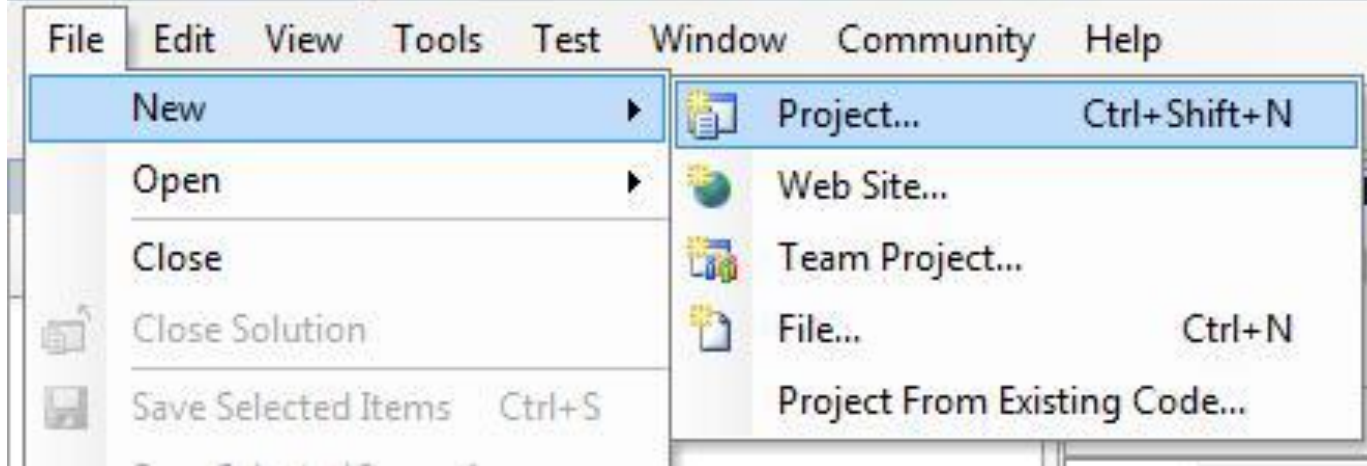 File Edit View Tools Test Window Community Help
New
Project... Ctrl+Shift+N
Open
Web Site...
Close
Team Project...
Close Solution
File... Ctrl+N
Save Selected Items Ctrl+S
Project From Existing Code...